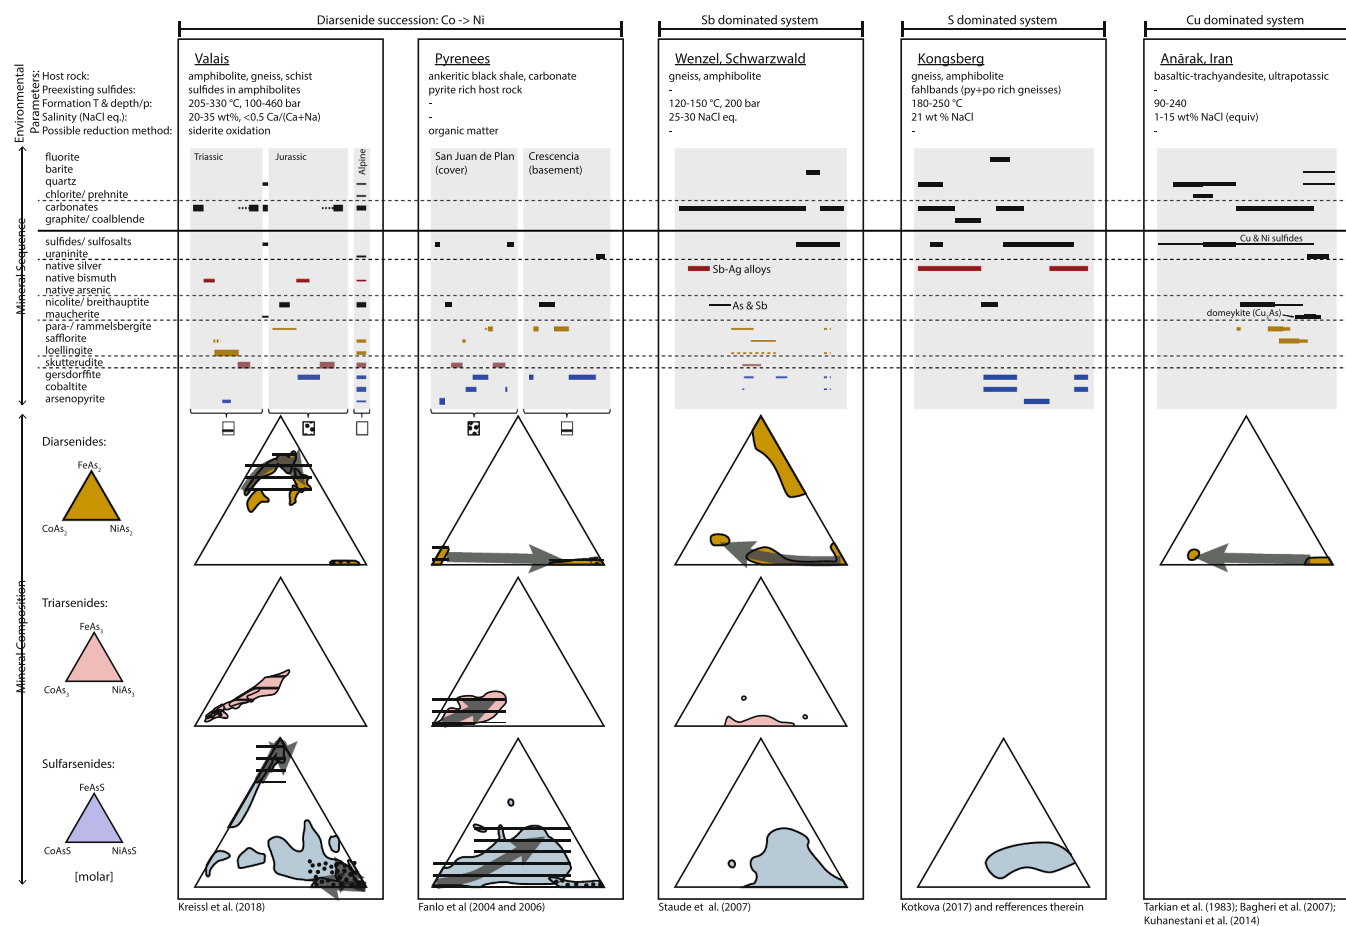 Diarsenide succession: Co -> Ni
Sb dominated system
S dominated system
Cu dominated system
Environmental Parameters:
Host rock:
Preexisting sulfides:
Formation T & depth/p:
Salinity (NaCl eq.):
Possible reduction method:
Valais
amphibolite, gneiss, schist
sulfides in amphibolites
205-330 °C, 100-460 bar
20-35 wt%, <0.5 Ca/(Ca+Na)
siderite oxidation
Pyrenees
ankeritic black shale, carbonate
pyrite rich host rock
-
-
organic matter
Wenzel, Schwarzwald
gneiss, amphibolite
-
120-150 °C, 200 bar
25-30 NaCl eq.
-
Kongsberg
gneiss, amphibolite
fahlbands (py+po rich gneisses)
180-250 °C
21 wt % NaCl
-
Anārak, Iran
basaltic-trachyandesite, ultrapotassic
-
90-240
1-15 wt% NaCl (equiv)
-
Mineral Sequence
fluorite
barite
quartz
chlorite/ prehnite
carbonates
graphite/ coalblende
sulfides/ sulfosalts
uraninite
native silver
native bismuth
native arsenic
nicolite/ breithauptite
maucherite
para-/ rammelsbergite
safflorite
loellingite
skutterudite
gersdorffite
cobaltite
arsenopyrite
Triassic
Jurassic
Alpine
San Juan de Plan
(cover)
Crescencia
(basement)
Sb-Ag alloys
As & Sb
Cu & Ni sulfides
domeykite (Cu3As)
Mineral Composition
Diarsenides:
FeAs2
CoAs2 NiAs2
Triarsenides:
FeAs3
CoAs3 NiAs3
Sulfarsenides:
FeAsS
CoAsS NiAsS
[molar]
Kreissl et al. (2018)
Fanlo et al (2004 and 2006)
Staude et al. (2007)
Kotkova (2017) and refferences therein
Tarkian et al. (1983); Bagheri et al. (2007);
Kuhanestani et al. (2014)